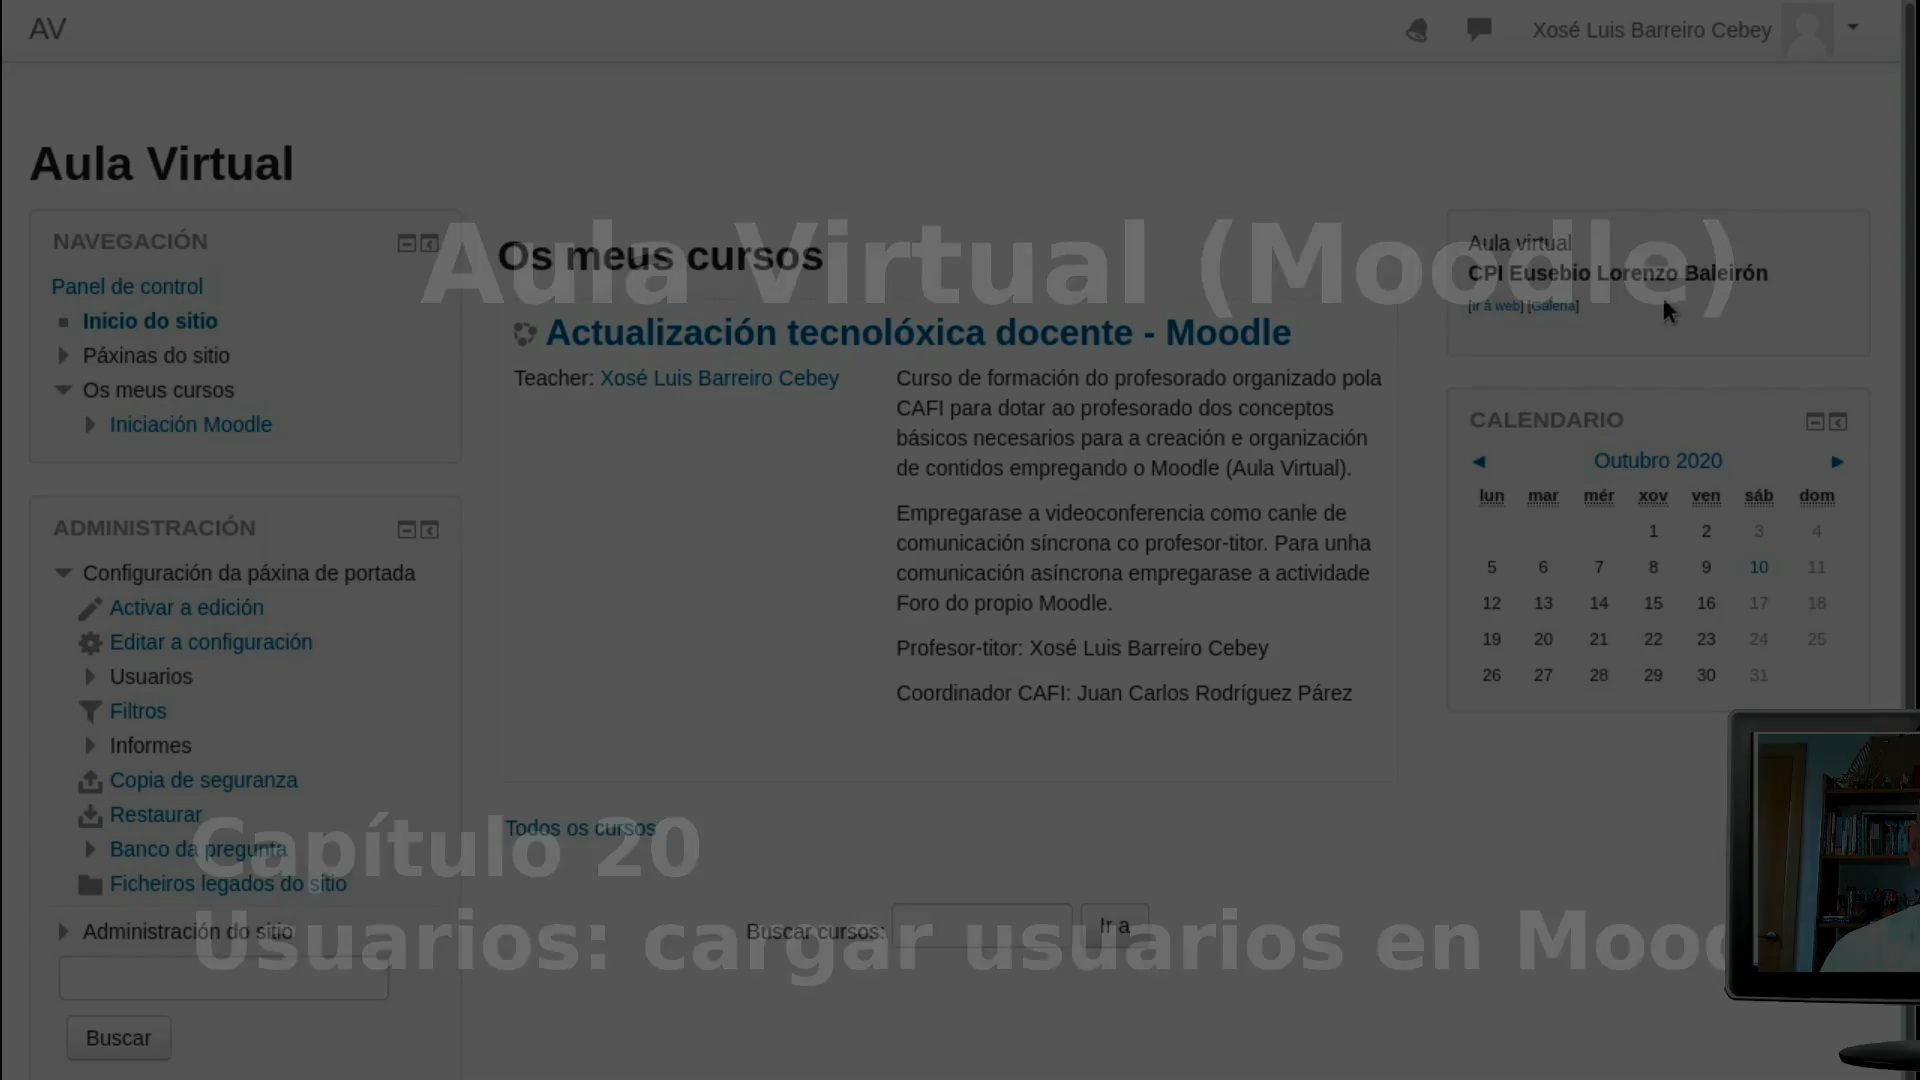 AV
Xosé Luis Barreiro Cebey
Aula Virtual
NAVEGACIÓN
Panel de control
Inicio do sitio
Páxinas do sitio
Os meus cursos
Iniciación Moodle
ADMINISTRACIÓN
Configuración da páxina de portada
Activar a edición
Editar a configuración
Usuarios
Filtros
Informes
Copia de seguranza
Restaurar
Banco da pregunta
Ficheiros legados do sitio
Administración do sitio
Buscar
Aula Virtual (Moodle)
Os meus cursos
Actualización tecnolóxica docente - Moodle
Teacher: Xosé Luis Barreiro Cebey
Curso de formación do profesorado organizado pola
CAFI para dotar ao profesorado dos conceptos
básicos necesarios para a creación e organización
de contidos empregando o Moodle (Aula Virtual).
Empregarase a videoconferencia como canle de
comunicación síncrona co profesor-titor. Para unha
comunicación asíncrona empregarase a actividade
Foro do propio Moodle.
Profesor-titor: Xosé Luis Barreiro Cebey
Coordinador CAFI: Juan Carlos Rodríguez Párez
Todos os cursos
Buscar cursos:
Ir a
Capítulo 20
Usuarios: cargar usuarios en Mood
Aula virtual
CPI Eusebio Lorenzo Baleirón
[Ir á web] [Galería]
CALENDARIO
◄ Outubro 2020 ►
lun mar mér xov ven sáb dom
1 2 3 4
5 6 7 8 9 10 11
12 13 14 15 16 17 18
19 20 21 22 23 24 25
26 27 28 29 30 31